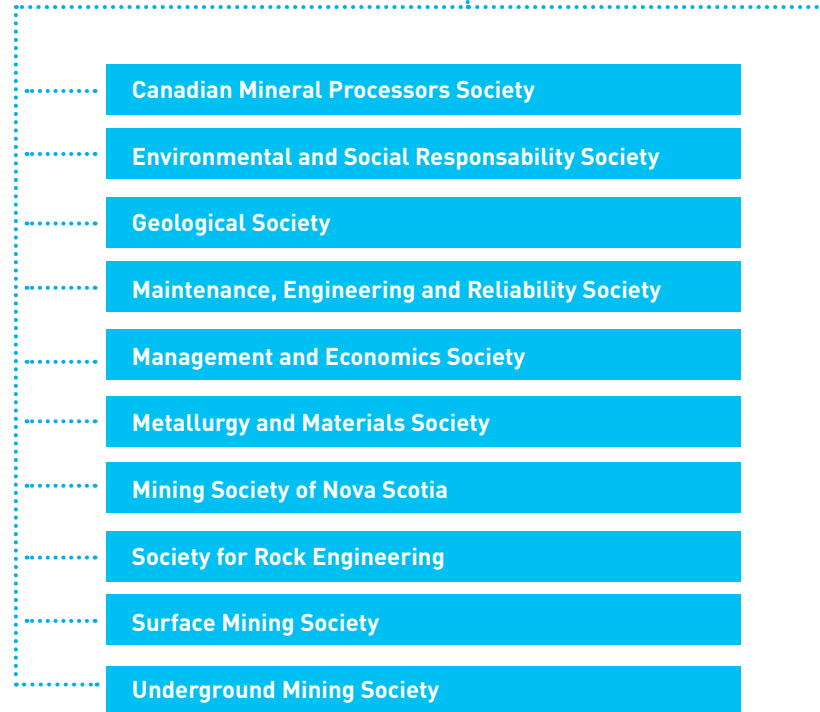 Canadian Mineral Processors Society
Environmental and Social Responsability Society
Geological Society
Maintenance, Engineering and Reliability Society
Management and Economics Society
Metallurgy and Materials Society
Mining Society of Nova Scotia
Society for Rock Engineering
Surface Mining Society
Underground Mining Society